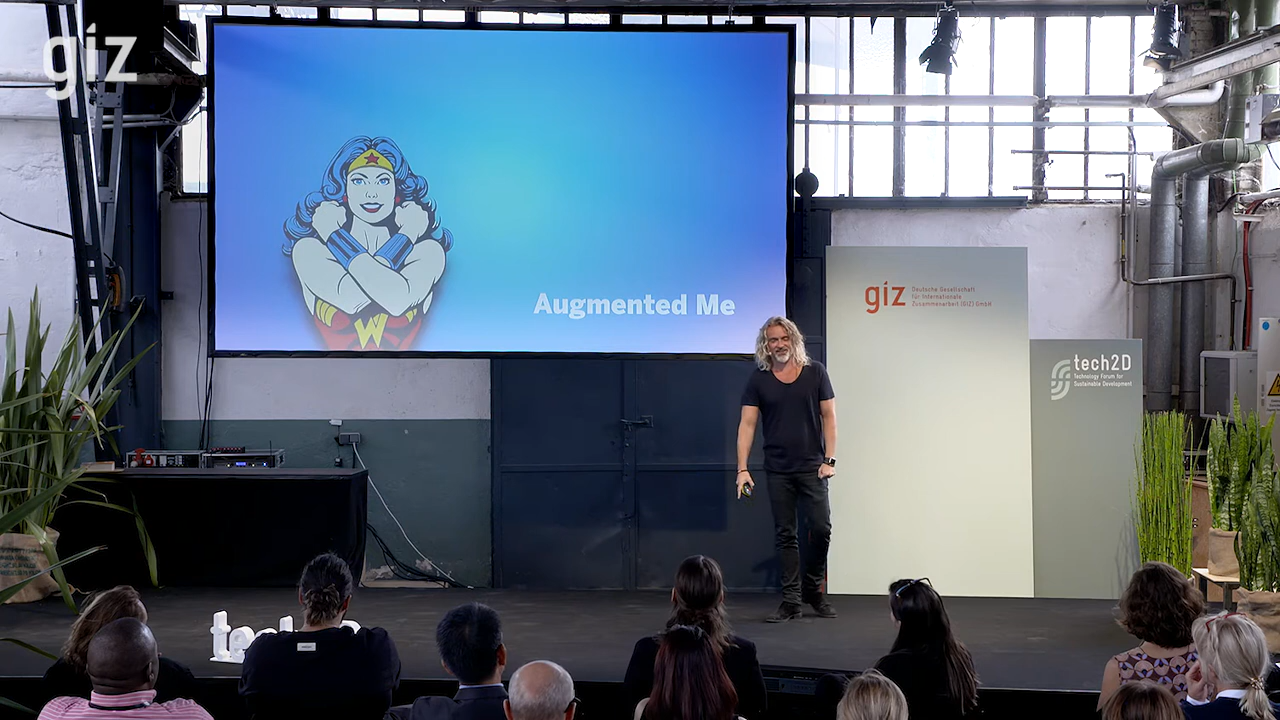 giz
Augmented Me
W
giz
Deutsche Gesellschaft
für Internationale
Zusammenarbeit (GIZ) GmbH
tech2D
Technology Forum for
Sustainable Development